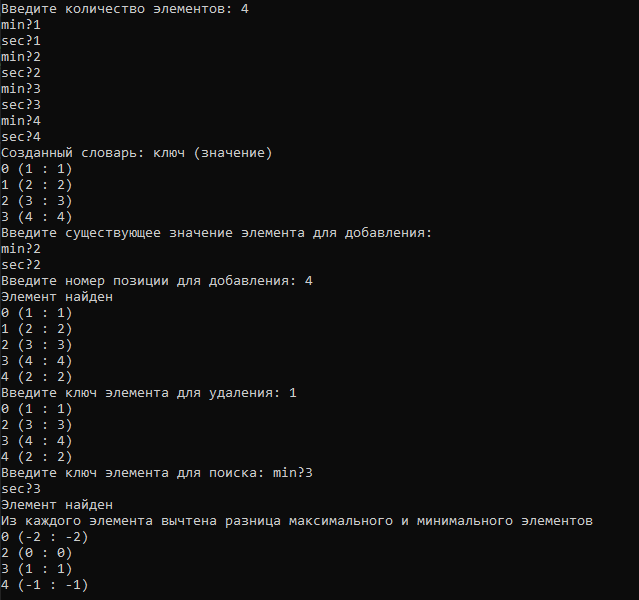 Введите количество элементов: 4
min?1
sec?1
min?2
sec?2
min?3
sec?3
min?4
sec?4
Созданный словарь: ключ (значение)
0 (1 : 1)
1 (2 : 2)
2 (3 : 3)
3 (4 : 4)
Введите существующее значение элемента для добавления:
min?2
sec?2
Введите номер позиции для добавления: 4
Элемент найден
0 (1 : 1)
1 (2 : 2)
2 (3 : 3)
3 (4 : 4)
4 (2 : 2)
Введите ключ элемента для удаления: 1
0 (1 : 1)
2 (3 : 3)
3 (4 : 4)
4 (2 : 2)
Введите ключ элемента для поиска: min?3
sec?3
Элемент найден
Из каждого элемента вычтена разница максимального и минимального элементов
0 (-2 : -2)
2 (0 : 0)
3 (1 : 1)
4 (-1 : -1)